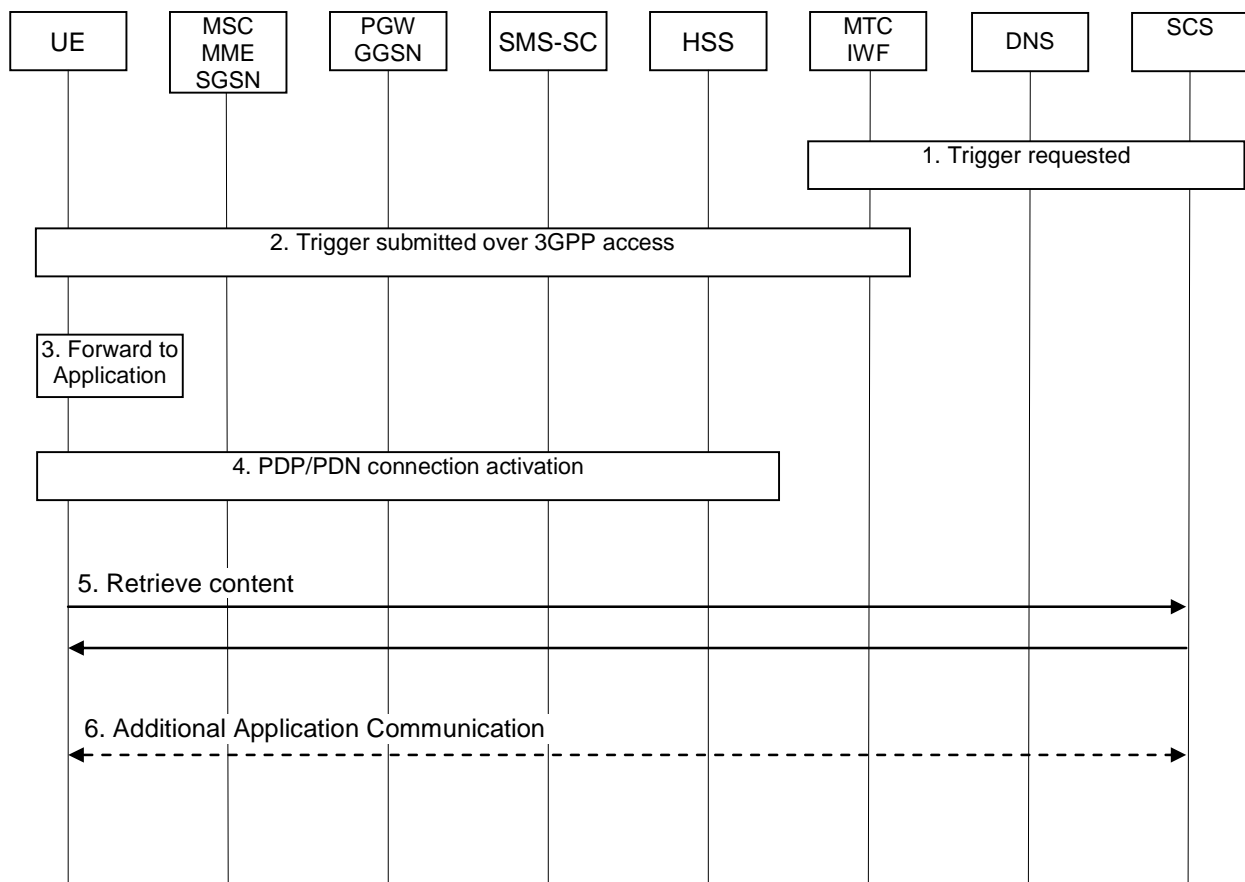 UE
MSC
MME
SGSN
PGW
GGSN
SMS-SC
HSS
MTC
IWF
DNS
SCS
1. Trigger requested
2. Trigger submitted over 3GPP access
3. Forward to
Application
4. PDP/PDN connection activation
5. Retrieve content
6. Additional Application Communication